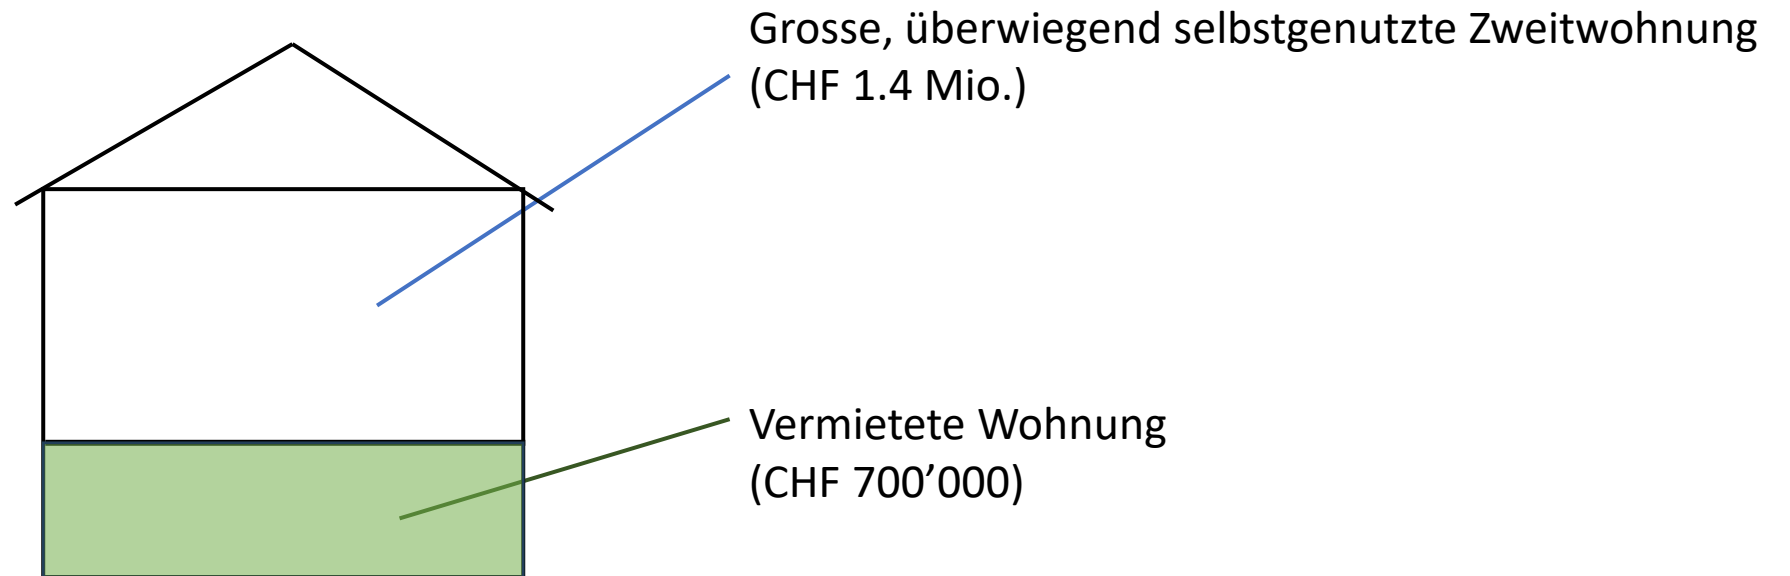 Grosse, überwiegend selbstgenutzte Zweitwohnung
(CHF 1.4 Mio.)
Vermietete Wohnung
(CHF 700’000)